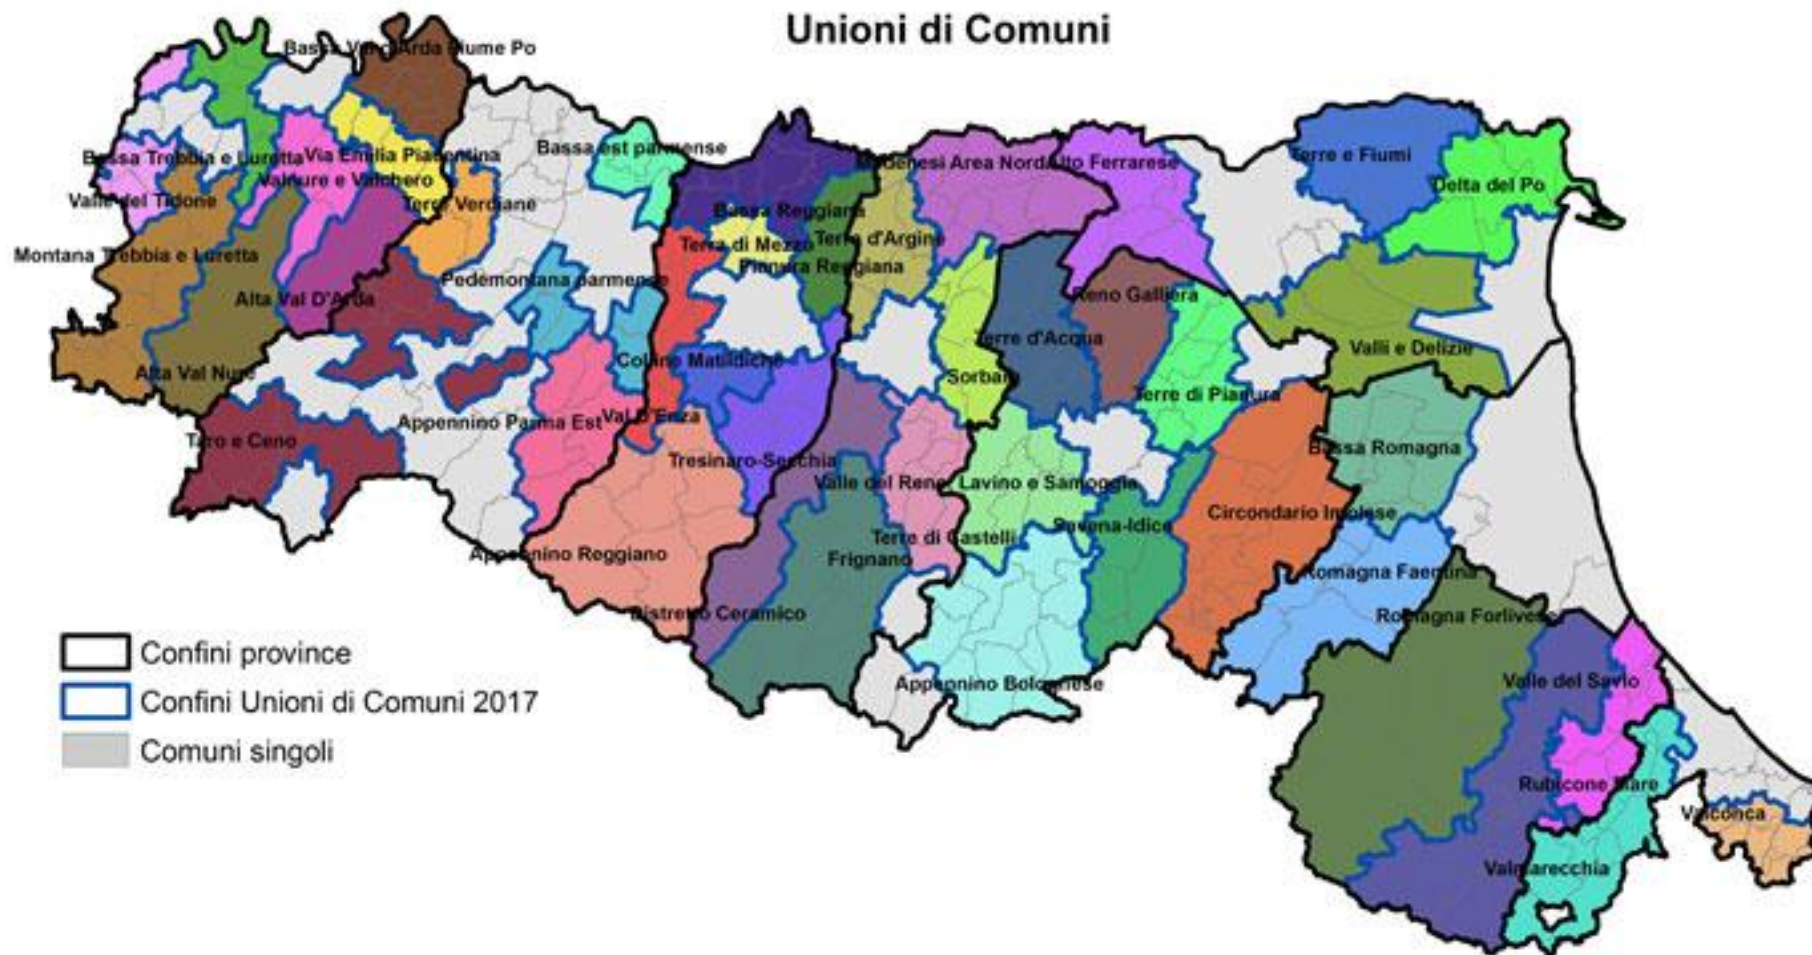 Unioni di Comuni
Bassa Val d'Arda Fiume Po
Bassa Trebbia e Luretta
Via Emilia Piacentina
Bassa est parmense
Modenesi Area Nord
Alto Ferrarese
Terre e Fiumi
Delta del Po
Valle del Tidone
Valnure e Valchero
Terre Verdiane
Bassa Reggiana
Montana Trebbia e Luretta
Terra di Mezzo
Terre d'Argine
Pianura Reggiana
Pedemontana parmense
Alta Val D'Arda
Reno Galliera
Terre d'Acqua
Valli e Delizie
Alta Val Nure
Colline Matildiche
Sorbara
Terre di Pianura
Taro e Ceno
Appennino Parma Est
Val D'Enza
Bassa Romagna
Tresinaro-Secchia
Valle del Reno, Lavino e Samoggia
Savena-Idice
Circondario Imolese
Appennino Reggiano
Terre di Castelli
Frignano
Romagna Faentina
Distretto Ceramico
Romagna Forlivese
Appennino Bolognese
Valle del Savio
Rubicone Mare
Valconca
Valmarecchia
Confini province
Confini Unioni di Comuni 2017
Comuni singoli